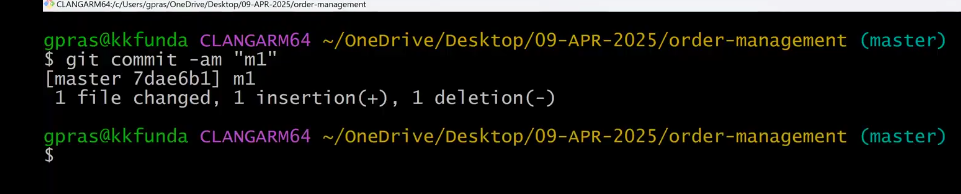 CLANGARM64:/c/Users/gpras/OneDrive/Desktop/09-APR-2025/order-management
gpras@kkfunda CLANGARM64 ~/OneDrive/Desktop/09-APR-2025/order-management (master)
$ git commit -am "m1"
[master 7dae6b1] m1
 1 file changed, 1 insertion(+), 1 deletion(-)
gpras@kkfunda CLANGARM64 ~/OneDrive/Desktop/09-APR-2025/order-management (master)
$